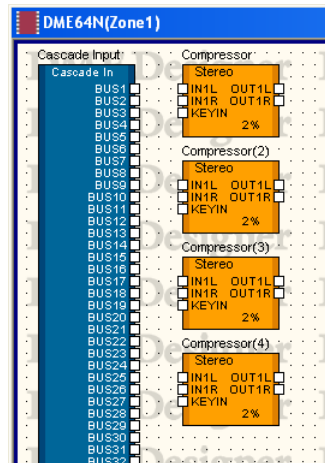 DME64N(Zone1)
Cascade Input
Cascade In
BUS1
BUS2
BUS3
BUS4
BUS5
BUS6
BUS7
BUS8
BUS9
BUS10
BUS11
BUS12
BUS13
BUS14
BUS15
BUS16
BUS17
BUS18
BUS19
BUS20
BUS21
BUS22
BUS23
BUS24
BUS25
BUS26
BUS27
BUS28
BUS29
BUS30
BUS31
BUS32
Compressor
Stereo
IN1L OUT1L
IN1R OUT1R
KEYIN
2%
Compressor(2)
Stereo
IN1L OUT1L
IN1R OUT1R
KEYIN
2%
Compressor(3)
Stereo
IN1L OUT1L
IN1R OUT1R
KEYIN
2%
Compressor(4)
Stereo
IN1L OUT1L
IN1R OUT1R
KEYIN
2%